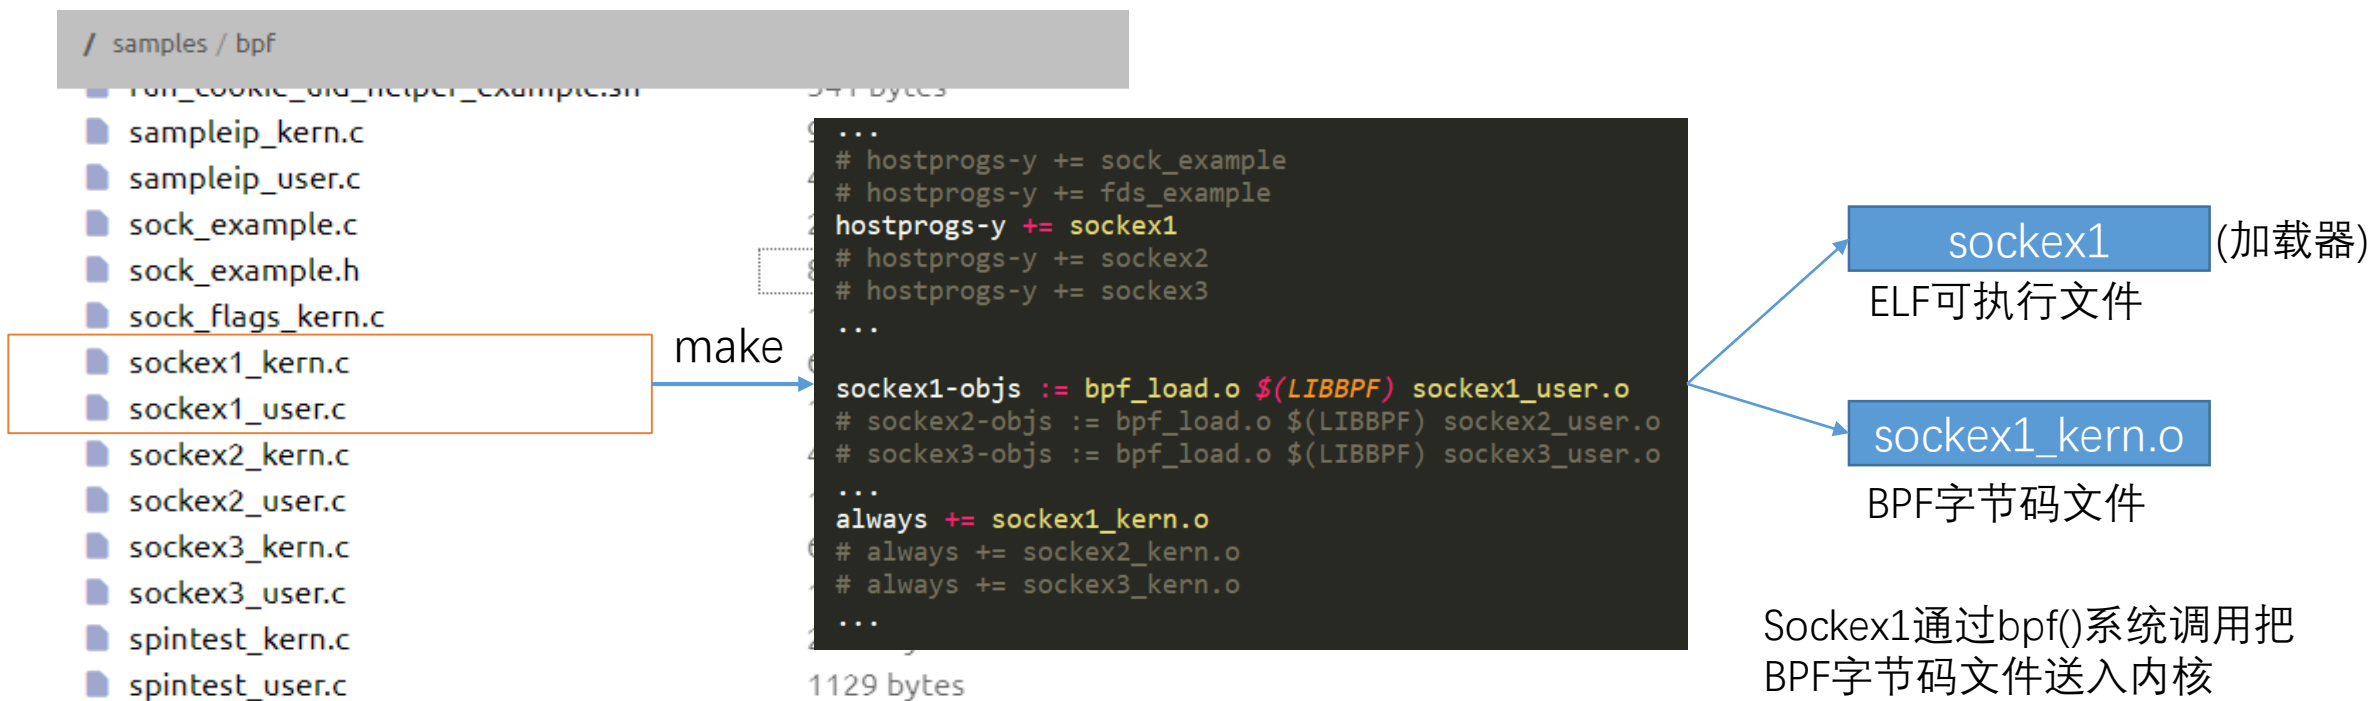 / samples / bpf
run_cookie_uid_helper_example.sh
541 bytes
sampleip_kern.c
sampleip_user.c
sock_example.c
sock_example.h
sock_flags_kern.c
sockex1_kern.c
sockex1_user.c
sockex2_kern.c
sockex2_user.c
sockex3_kern.c
sockex3_user.c
spintest_kern.c
spintest_user.c
1129 bytes
make
...
# hostprogs-y += sock_example
# hostprogs-y += fds_example
hostprogs-y += sockex1
# hostprogs-y += sockex2
# hostprogs-y += sockex3
...
sockex1-objs := bpf_load.o $(LIBBPF) sockex1_user.o
# sockex2-objs := bpf_load.o $(LIBBPF) sockex2_user.o
# sockex3-objs := bpf_load.o $(LIBBPF) sockex3_user.o
...
always += sockex1_kern.o
# always += sockex2_kern.o
# always += sockex3_kern.o
...
sockex1 (加载器)
ELF可执行文件
sockex1_kern.o
BPF字节码文件
Sockex1通过bpf()系统调用把
BPF字节码文件送入内核